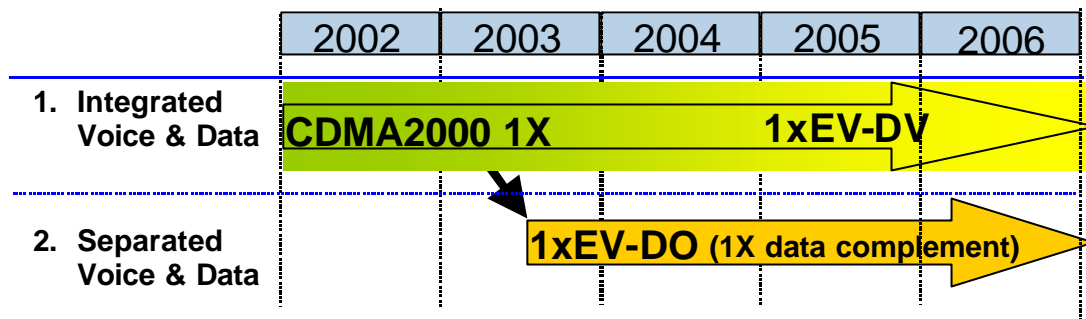 2002 2003 2004 2005 2006
1. Integrated
Voice & Data
CDMA2000 1X 1xEV-DV
2. Separated
Voice & Data
1xEV-DO (1X data complement)